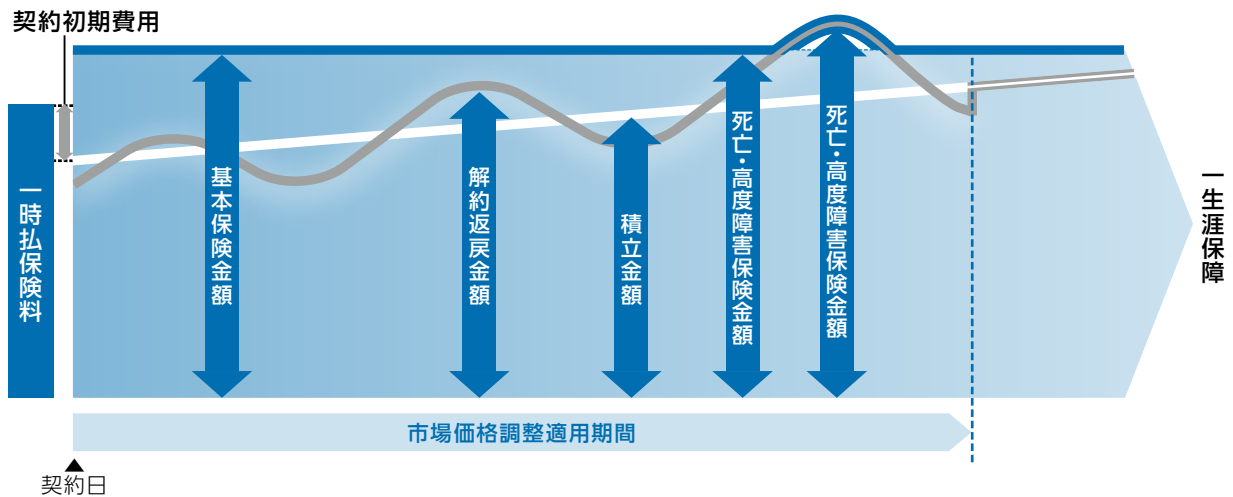 契約初期費用
一時払保険料
基本保険金額
解約返戻金額
積立金額
死亡・高度障害保険金額
死亡・高度障害保険金額
一生涯保障
市場価格調整適用期間
契約日